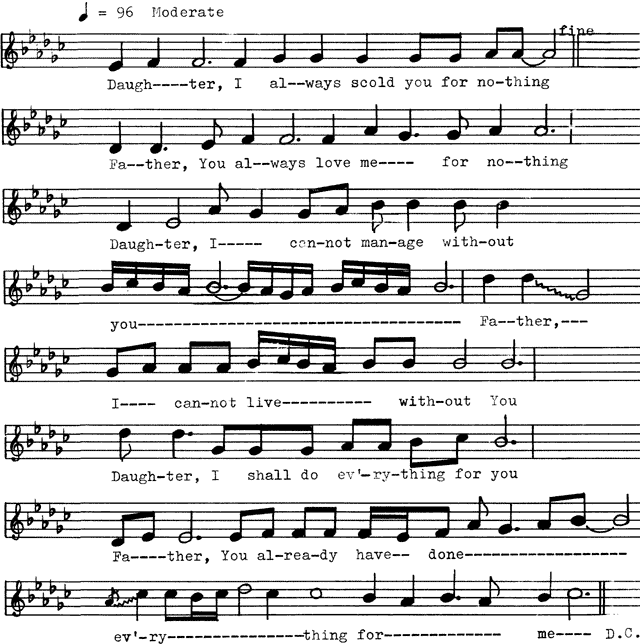 ♩ = 96 Moderate
fine
Daugh----ter, I al--ways scold you for no-thing
Fa--ther, You al--ways love me---- for no--thing
Daugh-ter, I----- can-not man-age with-out
you----------------------------------- Fa--ther,---
I---- can-not live---------- with-out You
Daugh-ter, I shall do ev'-ry-thing for you
Fa----ther, You al-rea-dy have-- done------------------
ev'-ry---------------thing for------------- me---- D.C.